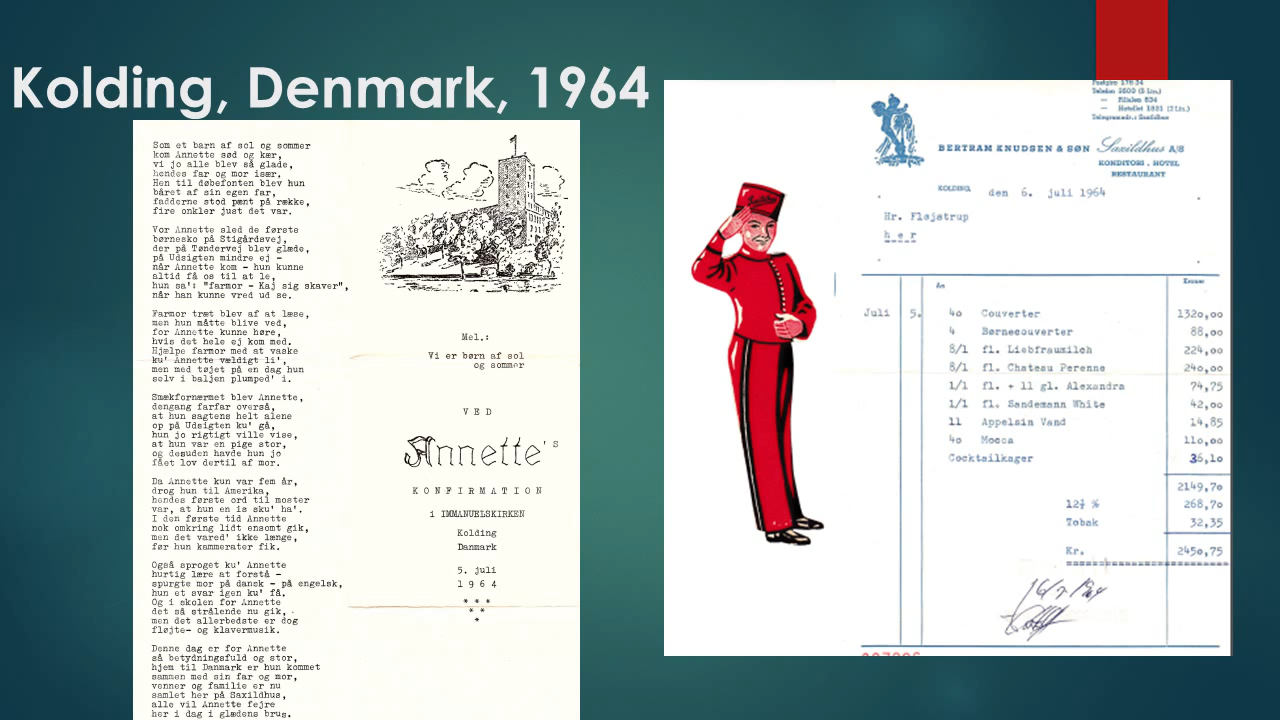 Kolding, Denmark, 1964
Som et barn af sol og sommer
kom Annette sød og kær,
vi jo alle blev så glade,
hendes far og mor især,
Hen til døbefonten blev hun
båret af sin egen far,
fadderne stod pænt på række,
fire onkler just det var.
Vor Annette slog de første
børnesko på Stigårdsvej,
der på Tøndervej blev glæde,
på Udsigten mindre ej -
når Annette kom - hun kunne
altid få os til at le,
hun sa': "farmor - Kaj sig skaver",
når han kunne vred ud se.
Farmor træt blev af at læse,
men hun måtte blive ved,
for Annette kunne høre,
hvis det hele ej kom med.
Hjælpe farmor med at vaske
ku' Annette vældigt li',
men med tøjet på en dag hun
selv i baljen plumped' i.
Smækfornærmet blev Annette,
dengang farfar overså,
at hun sagtens helt alene
op på Udsigten ku' gå,
hun jo rigtigt ville vise,
at hun var en pige stor,
og desuden havde hun jo
fået lov dertil af mor.
Da Annette kun var fem år,
drog hun til Amerika,
hendes første ord til moster
var, at hun en is sku' ha'.
I den første tid Annette
nok omkring lidt ensomt gik,
men det vared' ikke længe,
før hun kammerater fik.
Også sproget ku' Annette
hurtig lære at forstå -
spurgte mor på dansk - på engelsk,
hun et svar igen ku' få.
Og i skolen for Annette
det så strålende nu gik,
men det allerbedste er dog
fløjte- og klavermusik.
Denne dag er for Annette
så betydningsfuld og stor,
hjem til Danmark er hun kommet
sammen med sin far og mor,
venner og familie er nu
samlet her på Saxildhus,
alle vil Annette fejre
her i dag i glædens brus.
Mel.:
Vi er børn af sol
og sommer
VED
Annette's
KONFIRMATION
i IMMANUELSKIRKEN
Kolding
Danmark
5. juli
1964
* * *
* *
*
Postgiro 178 34
Telefon 3600 (5 Lin.)
— Filialen 834
— Hotellet 1831 (2 Lin.)
Telegramadr.: Saxildhus
BERTRAM KNUDSEN & SØN Saxildhus A/S
KONDITORI . HOTEL
RESTAURANT
KOLDING, den 6. juli 1964
Hr. Fløjstrup
her
An Kroner
Juli 5. 40 Couverter 1320,00
4 Børnecouverter 88,00
8/1 fl. Liebfraumilch 224,00
8/1 fl. Chateau Perenne 240,00
1/1 fl. + 11 gl. Alexandra 74,75
1/1 fl. Sandemann White 42,00
11 Appelsin Vand 14,85
40 Mocca 110,00
Cocktailkager 36,10
2149,70
12½ % 268,70
Tobak 32,35
Kr. 2450,75